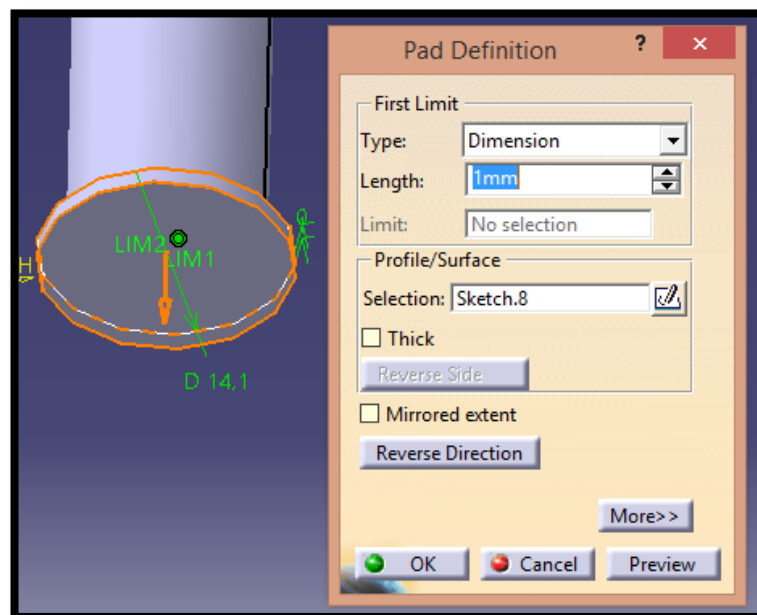 Pad Definition
?
×
First Limit
Type: Dimension
Length: 1mm
Limit: No selection
Profile/Surface
Selection: Sketch.8
Thick
Reverse Side
Mirrored extent
Reverse Direction
More>>
OK Cancel Preview
LIM2
LIM1
H
D 14,1